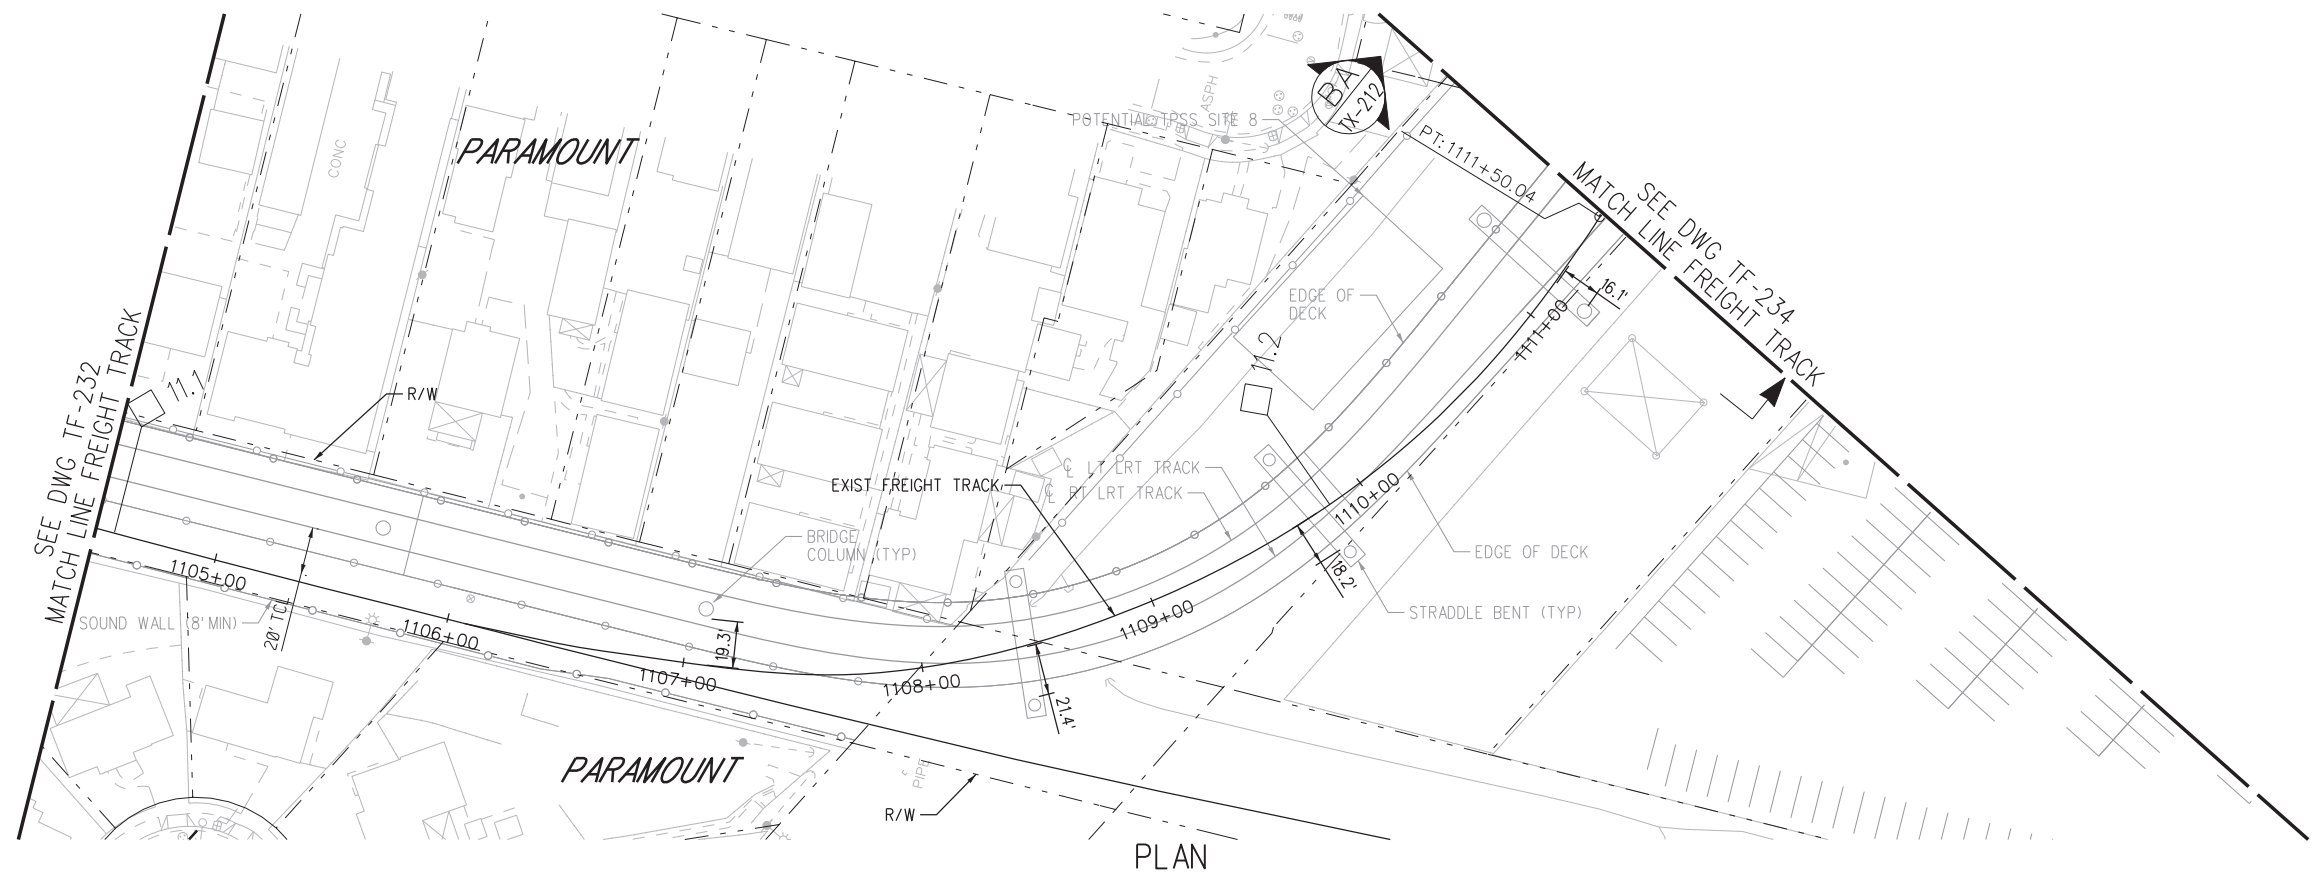 PARAMOUNT
CONC
ASPH
POTENTIAL TPSS SITE 8
BA
TX-212
PT: 1111+50.04
SEE DWG TF-234
MATCH LINE FREIGHT TRACK
16.1'
1111+00
EDGE OF
DECK
11.2
SEE DWG TF-232
MATCH LINE FREIGHT TRACK
11.1
R/W
℄ LT LRT TRACK
EXIST FREIGHT TRACK
℄ RT LRT TRACK
1110+00
BRIDGE
COLUMN (TYP)
EDGE OF DECK
18.2'
1105+00
SOUND WALL (8' MIN)
20' TC
1106+00
19.3'
1107+00
1108+00
1109+00
STRADDLE BENT (TYP)
21.4'
PARAMOUNT
PIPE
R/W
PLAN